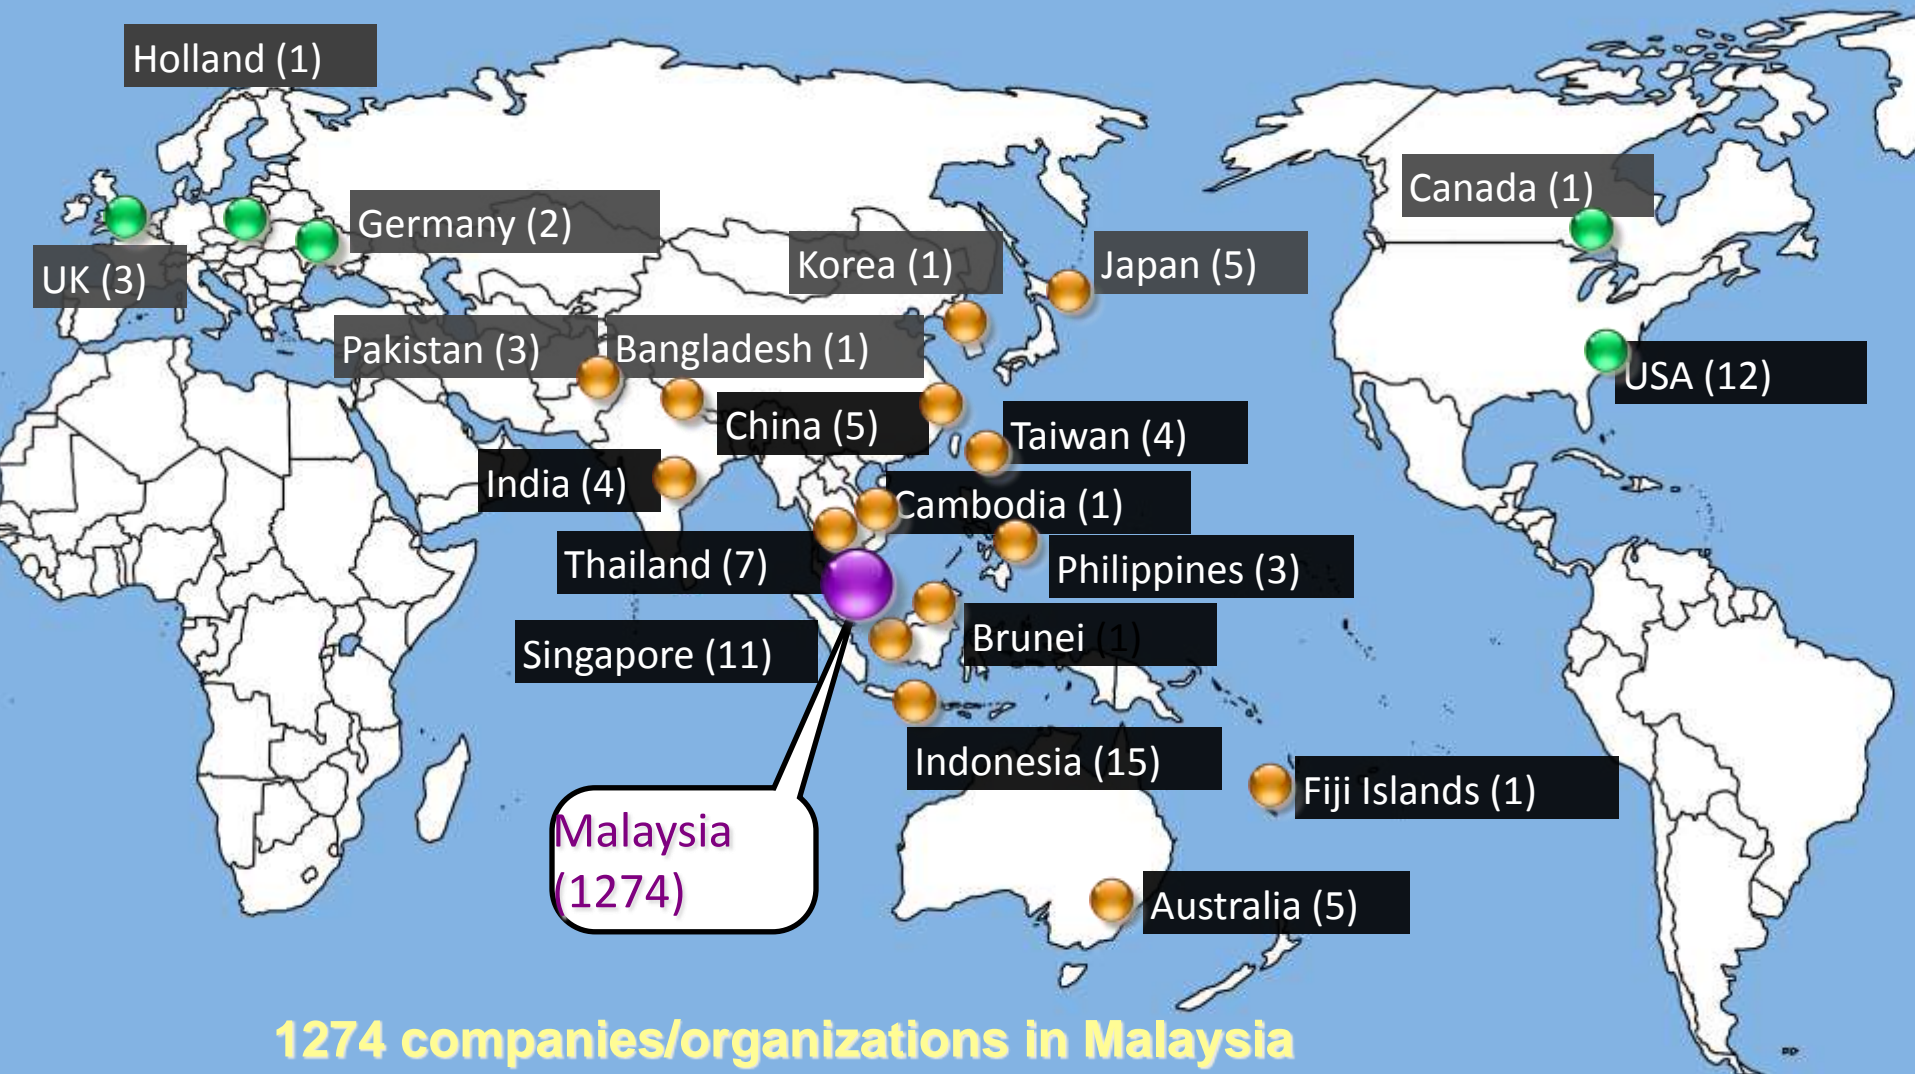 Holland (1)
Canada (1)
Germany (2)
UK (3)
Korea (1)
Japan (5)
Pakistan (3)
Bangladesh (1)
USA (12)
China (5)
Taiwan (4)
India (4)
Cambodia (1)
Thailand (7)
Philippines (3)
Brunei (1)
Singapore (11)
Indonesia (15)
Fiji Islands (1)
Malaysia
(1274)
Australia (5)
1274 companies/organizations in Malaysia